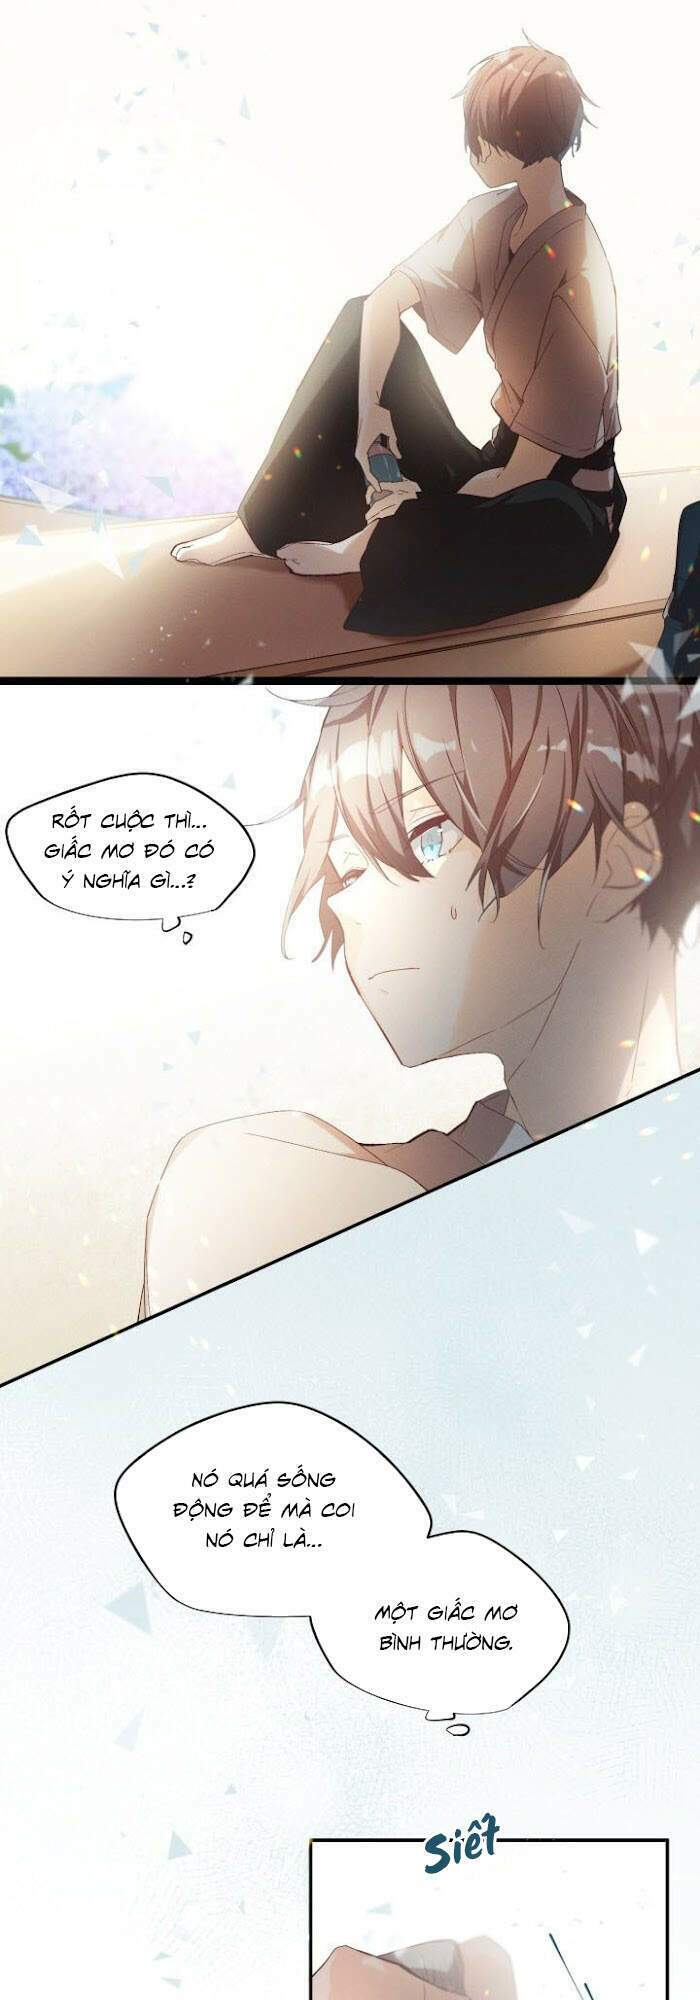 RỐT CUỘC THÌ...
GIẤC MƠ ĐÓ CÓ
Ý NGHĨA GÌ...?
NÓ QUÁ SỐNG
ĐỘNG ĐỂ MÀ COI
NÓ CHỈ LÀ...
MỘT GIẤC MƠ
BÌNH THƯỜNG.
Siết